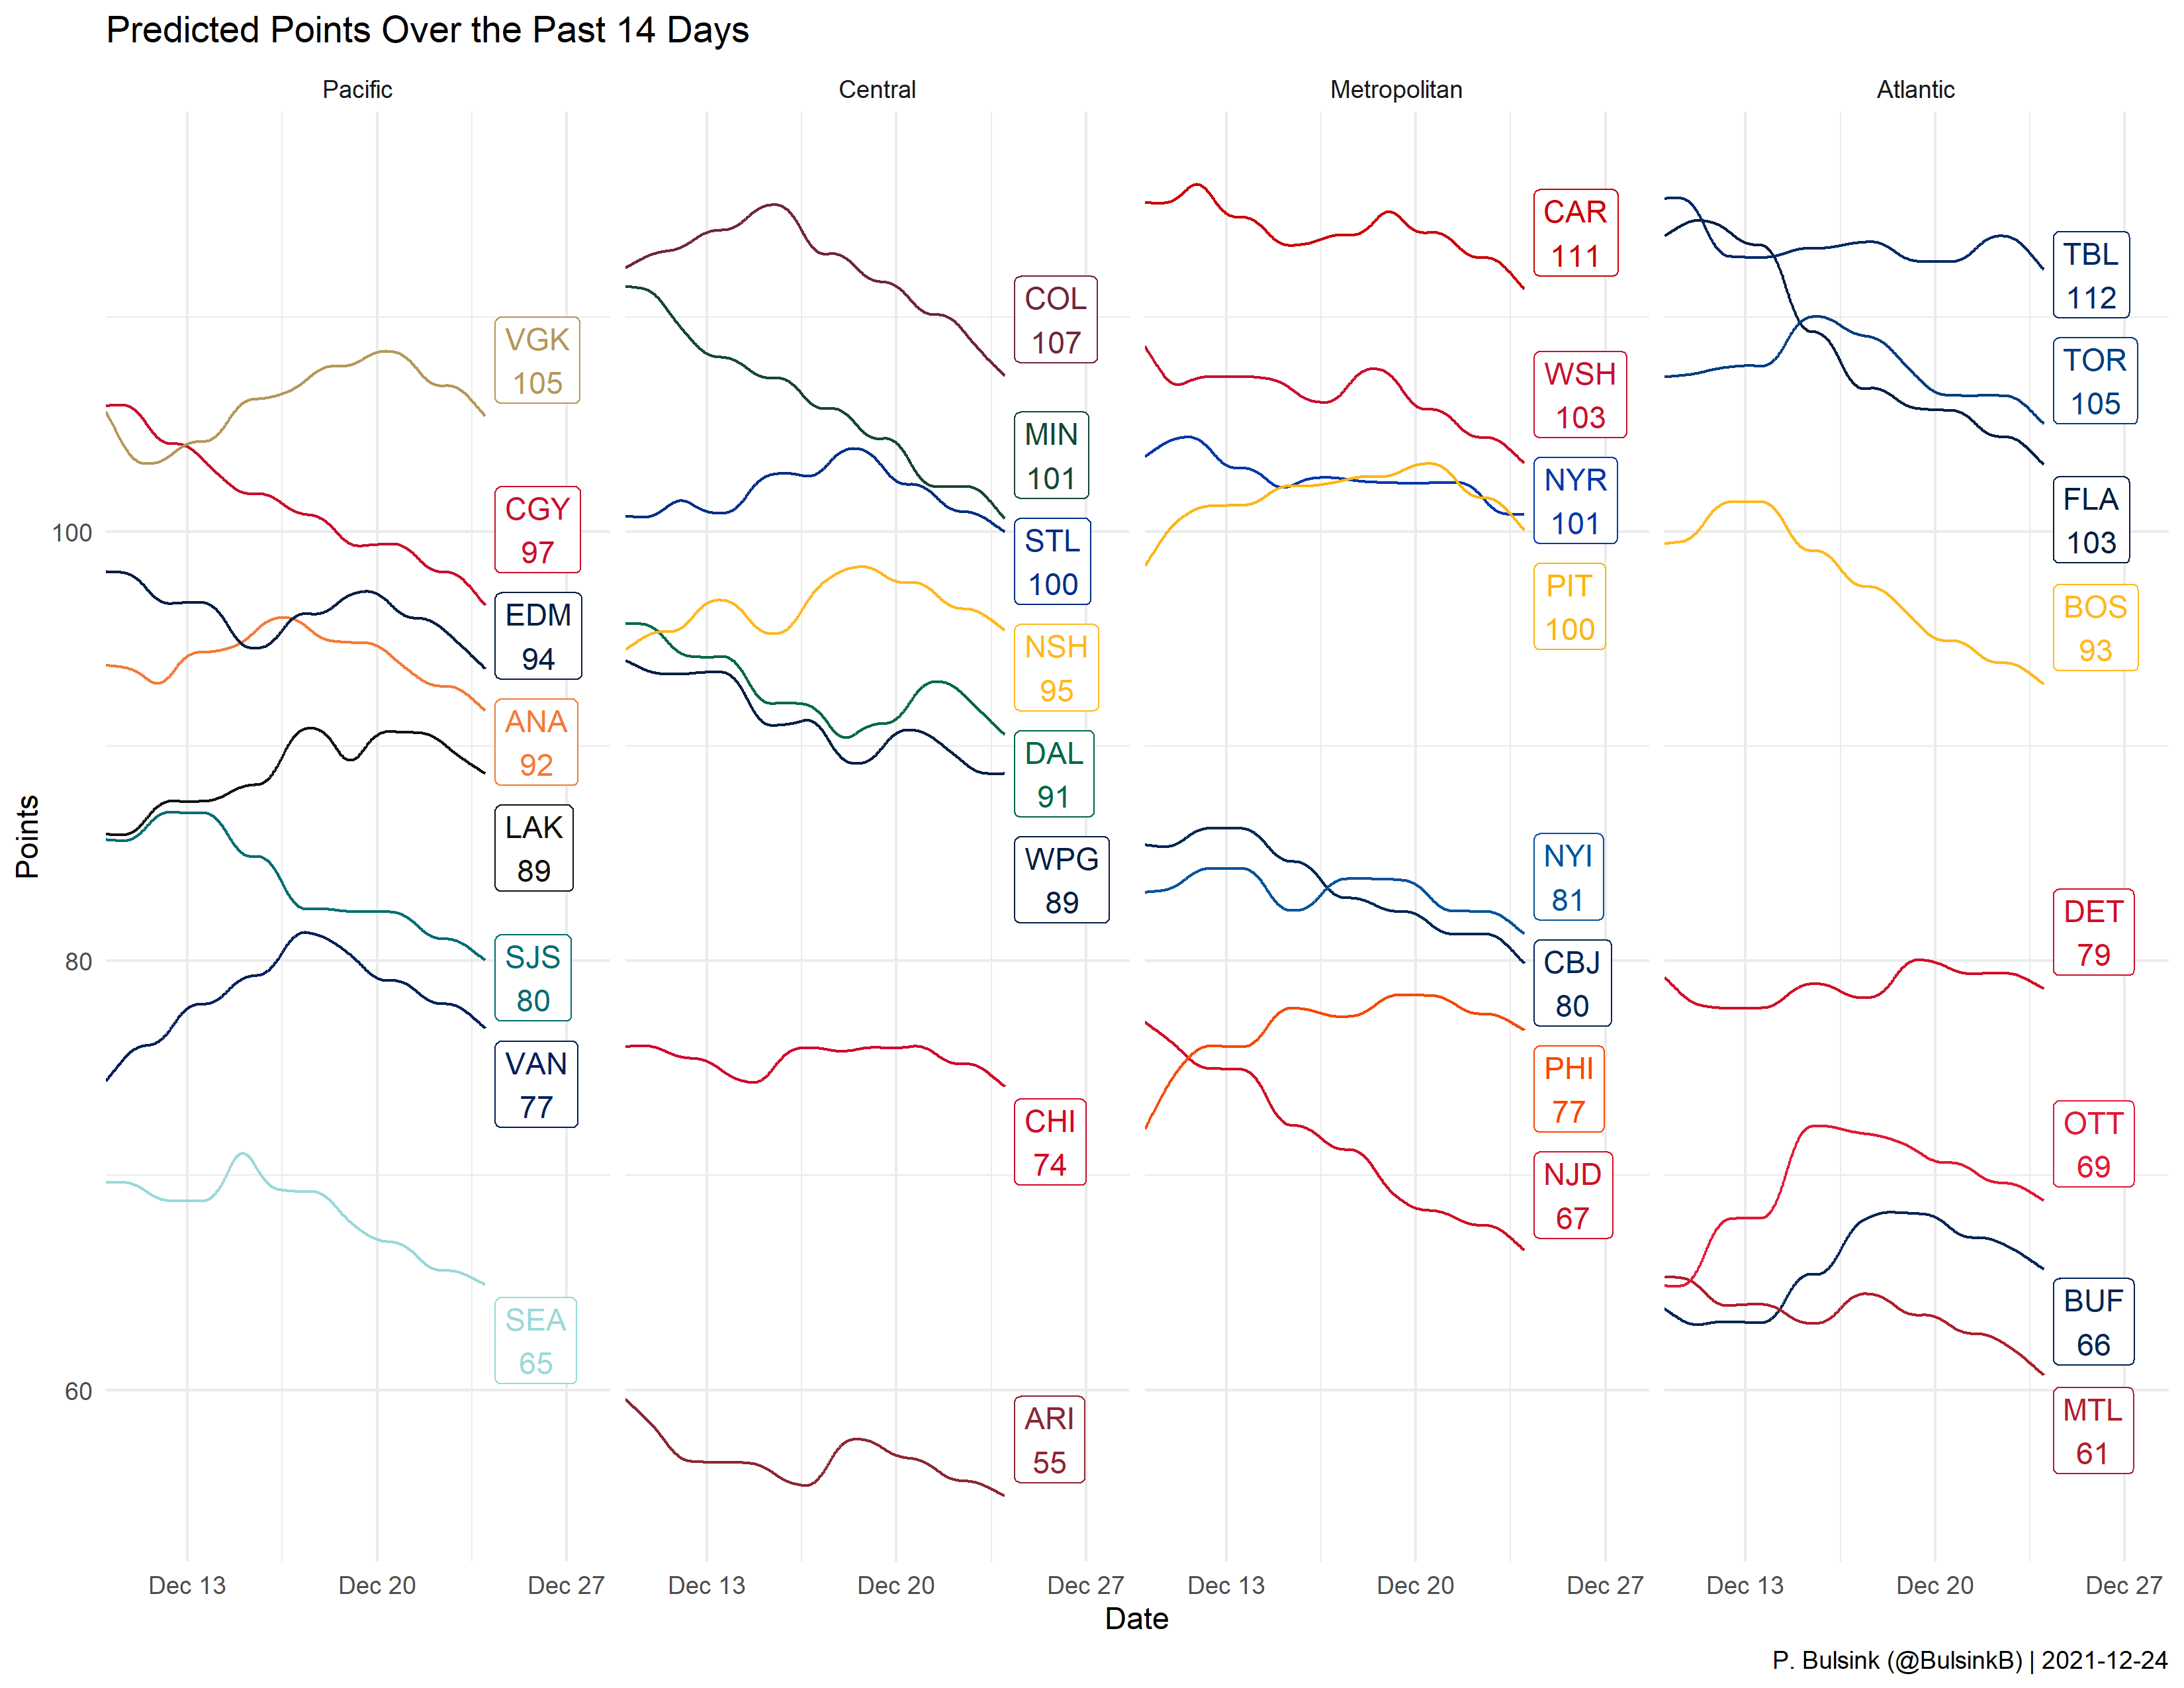 Predicted Points Over the Past 14 Days
Pacific
Central
Metropolitan
Atlantic
Points
100
80
60
VGK
105
CGY
97
EDM
94
ANA
92
LAK
89
SJS
80
VAN
77
SEA
65
COL
107
MIN
101
STL
100
NSH
95
DAL
91
WPG
89
CHI
74
ARI
55
CAR
111
WSH
103
NYR
101
PIT
100
NYI
81
CBJ
80
PHI
77
NJD
67
TBL
112
TOR
105
FLA
103
BOS
93
DET
79
OTT
69
BUF
66
MTL
61
Dec 13 Dec 20 Dec 27 Dec 13 Dec 20 Dec 27 Dec 13 Dec 20 Dec 27 Dec 13 Dec 20 Dec 27
Date
P. Bulsink (@BulsinkB) | 2021-12-24